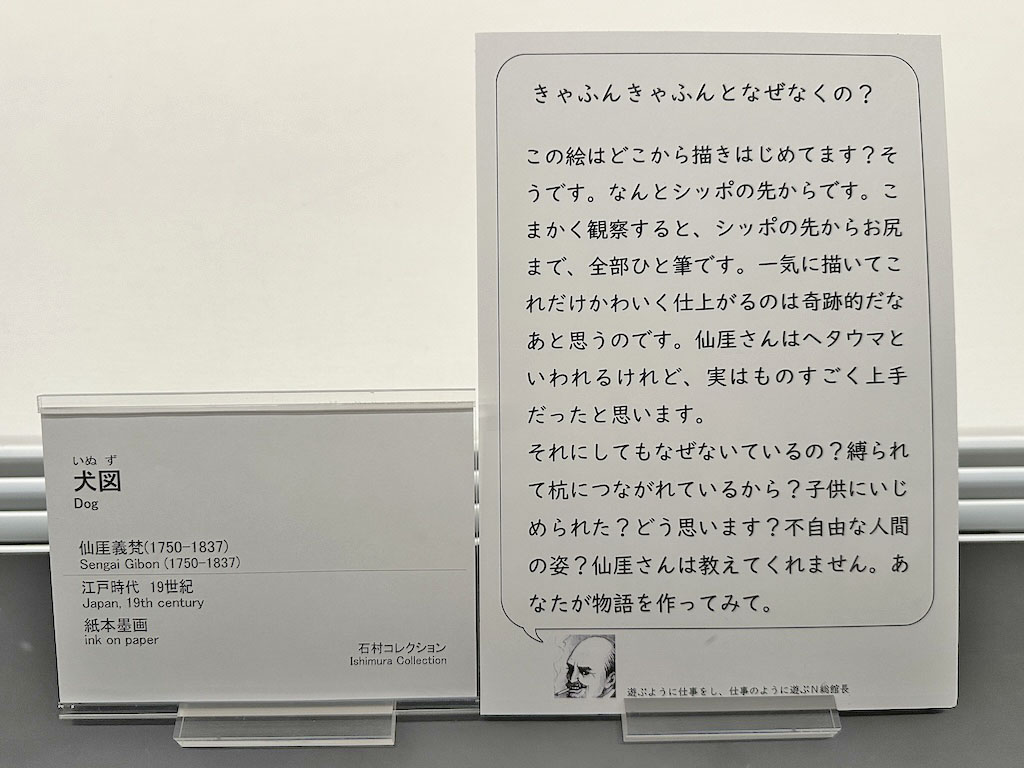 いぬ ず
犬図
Dog
仙厓義梵(1750-1837)
Sengai Gibon (1750-1837)
江戸時代 19世紀
Japan, 19th century
紙本墨画
ink on paper
石村コレクション
Ishimura Collection
きゃふんきゃふんとなぜなくの？
この絵はどこから描きはじめてます？そ
うです。なんとシッポの先からです。こ
まかく観察すると、シッポの先からお尻
まで、全部ひと筆です。一気に描いてこ
れだけかわいく仕上がるのは奇跡的だな
あと思うのです。仙厓さんはヘタウマと
いわれるけれど、実はものすごく上手
だったと思います。
それにしてもなぜないているの？縛られ
て杭につながれているから？子供にいじ
められた？どう思います？不自由な人間
の姿？仙厓さんは教えてくれません。あ
なたが物語を作ってみて。
遊ぶように仕事をし、仕事のように遊ぶN総館長